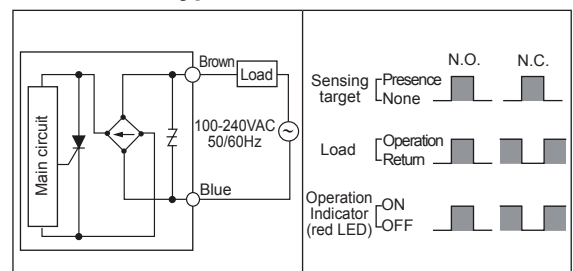 Main circuit
Brown
Load
100-240VAC
50/60Hz
Blue
N.O. N.C.
Sensing target
Presence
None
Load
Operation
Return
Operation
Indicator
(red LED)
ON
OFF